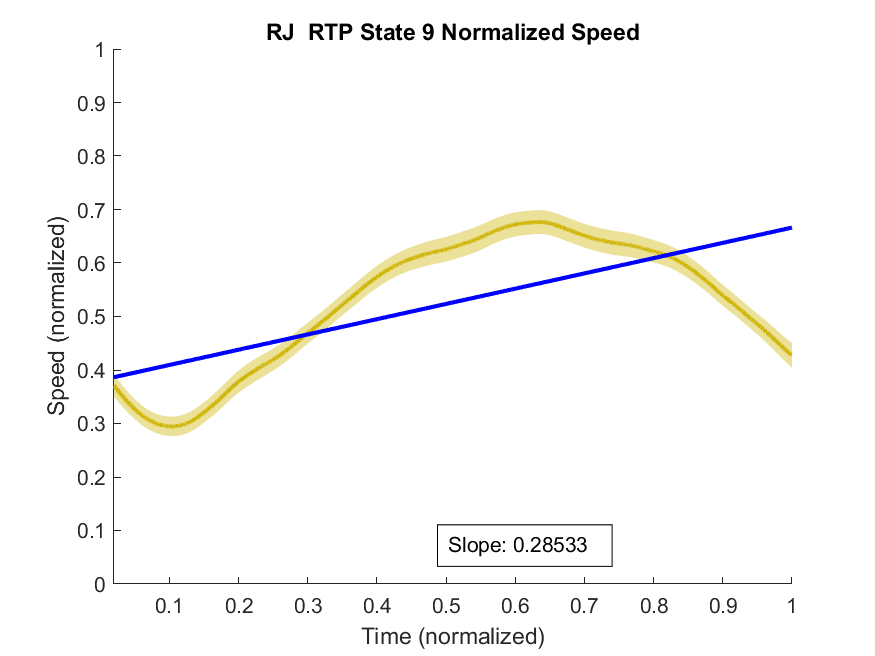 RJ  RTP State 9 Normalized Speed
1
0.9
0.8
0.7
0.6
0.5
0.4
0.3
0.2
0.1
0
Speed (normalized)
Slope: 0.28533
0.1 0.2 0.3 0.4 0.5 0.6 0.7 0.8 0.9 1
Time (normalized)